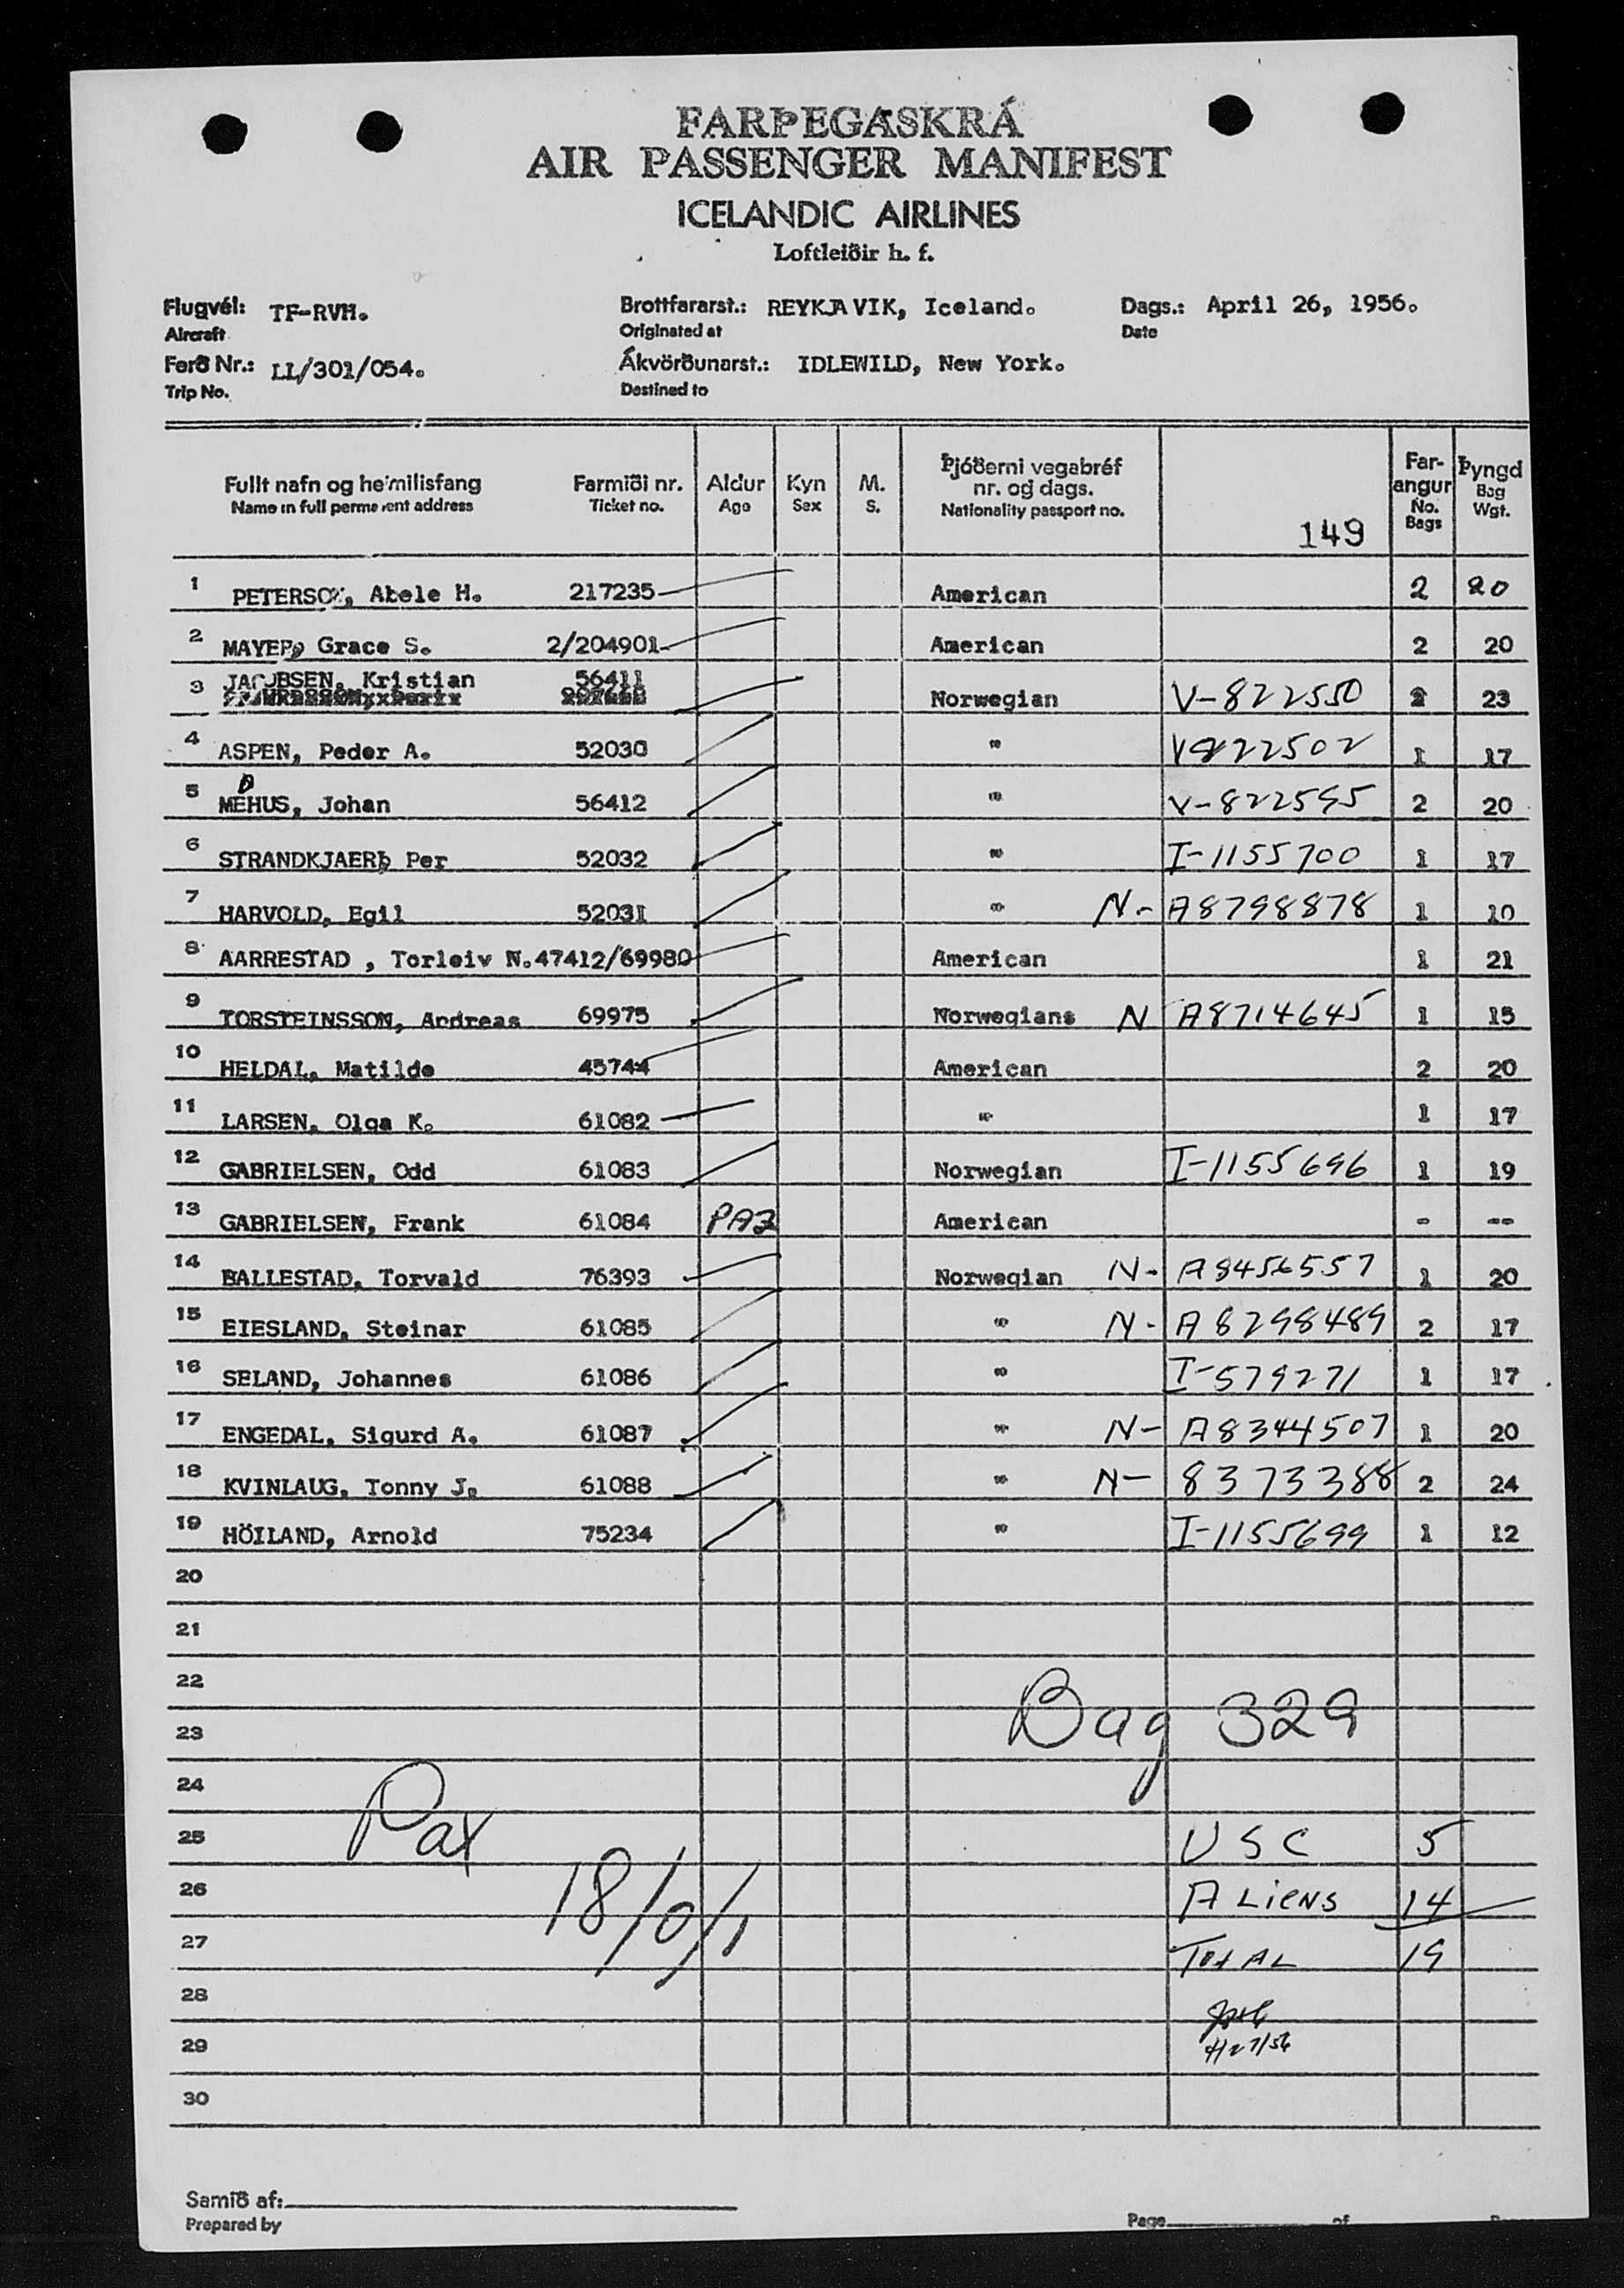 FARÞEGASKRÁ
AIR PASSENGER MANIFEST
ICELANDIC AIRLINES
Loftleiðir h. f.
Flugvél: TF-RVH. Brottfararst.: REYKJAVIK, Iceland. Dags.: April 26, 1956.
Aircraft Originated at Date
Ferð Nr.: LL/301/054. Ákvörðunarst.: IDLEWILD, New York.
Trip No. Destined to
Fullt nafn og heimilisfang Farmiði nr. Aldur Kyn M. Þjóðerni vegabréf Far- Þyngd
Name in full permanent address Ticket no. Age Sex S. nr. og dags. angur Bag
Nationality passport no. 149 No. Bags Wgt.
1 PETERSON, Abele H. 217235 American 2 20
2 MAYER, Grace S. 2/204901 American 2 20
3 JACOBSEN, Kristian 56411 Norwegian V-822550 2 23
4 ASPEN, Peder A. 52030 " V822502 1 17
5 MEHUS, Johan 56412 " V-822595 2 20
6 STRANDKJAER, Per 52032 " I-1155700 1 17
7 HARVOLD, Egil 52031 " N-A8798878 1 10
8 AARRESTAD , Torleiv N. 47412/69980 American 1 21
9 TORSTEINSSON, Andreas 69975 Norwegians N A8714645 1 15
10 HELDAL, Matilde 45744 American 2 20
11 LARSEN, Olga K. 61082 " 1 17
12 GABRIELSEN, Odd 61083 Norwegian I-1155696 1 19
13 GABRIELSEN, Frank 61084 American - --
14 BALLESTAD, Torvald 76393 Norwegian N- A8456557 1 20
15 EIESLAND, Steinar 61085 " N- A8298489 2 17
16 SELAND, Johannes 61086 " I-579271 1 17
17 ENGEDAL, Sigurd A. 61087 " N- A8344507 1 20
18 KVINLAUG, Tonny J. 61088 " N- 8373388 2 24
19 HÖILAND, Arnold 75234 " I-1155699 1 12
20
21
22
Bag 329
23
24
Pax
25 USC 5
26 ALIENS 14
18/0/1
27 TOTAL 19
28
29 4/27/56
30
Samið af:
Prepared by Page of